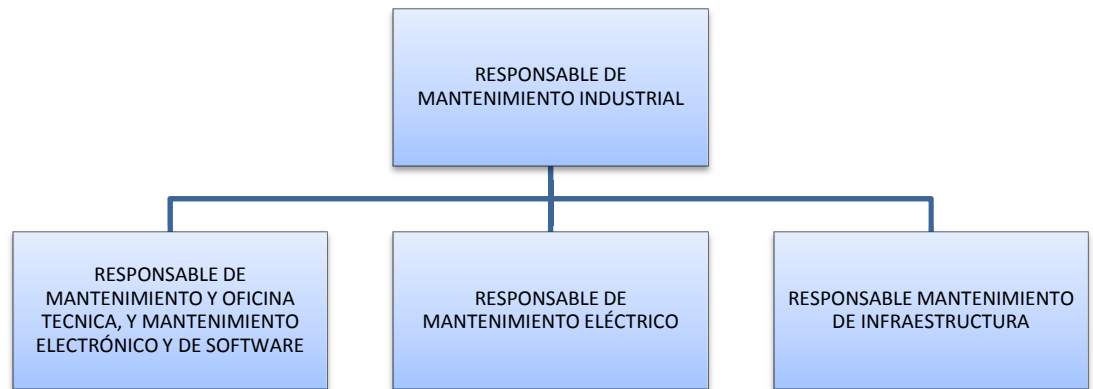 RESPONSABLE DE
MANTENIMIENTO INDUSTRIAL
RESPONSABLE DE
MANTENIMIENTO Y OFICINA
TECNICA, Y MANTENIMIENTO
ELECTRÓNICO Y DE SOFTWARE
RESPONSABLE DE
MANTENIMIENTO ELÉCTRICO
RESPONSABLE MANTENIMIENTO
DE INFRAESTRUCTURA